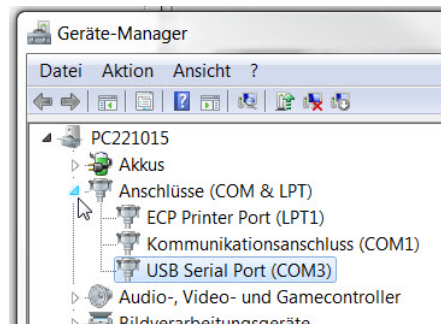 Geräte-Manager
Datei Aktion Ansicht ?
PC221015
Akkus
Anschlüsse (COM & LPT)
ECP Printer Port (LPT1)
Kommunikationsanschluss (COM1)
USB Serial Port (COM3)
Audio-, Video- und Gamecontroller
Bildverarbeitungsgeräte